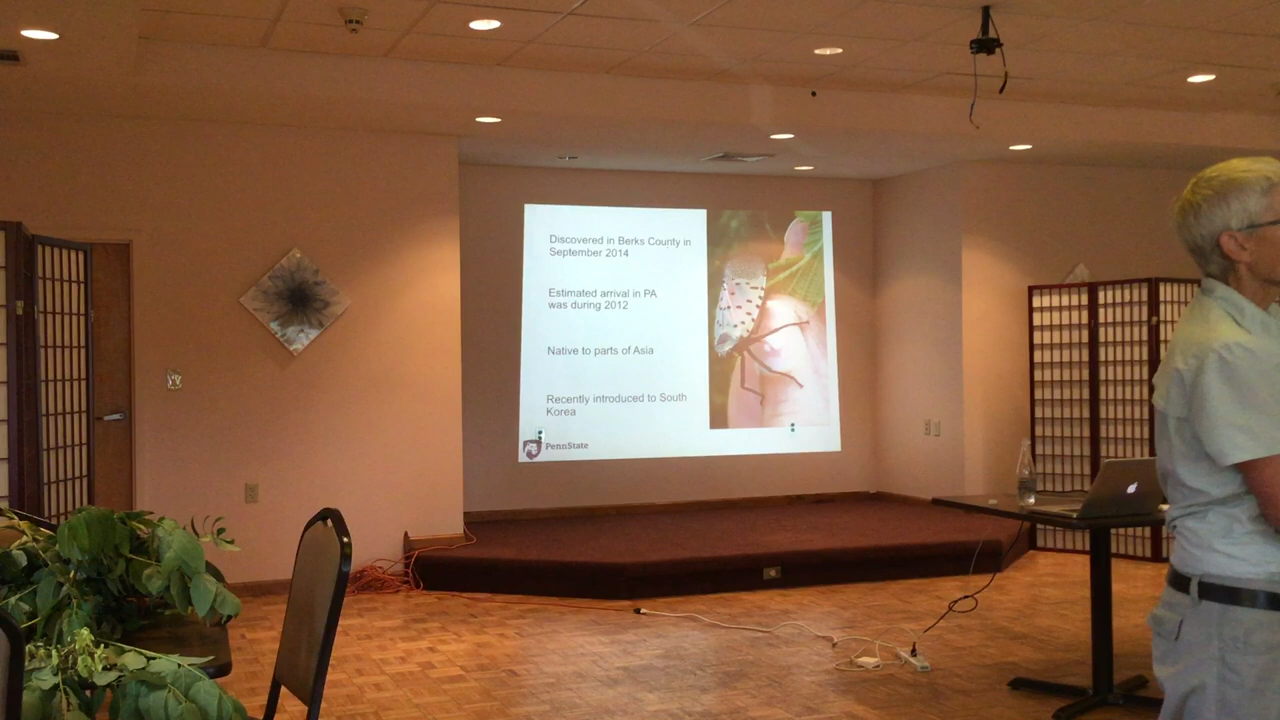 Discovered in Berks County in
September 2014
Estimated arrival in PA
was during 2012
Native to parts of Asia
Recently introduced to South
Korea
PennState